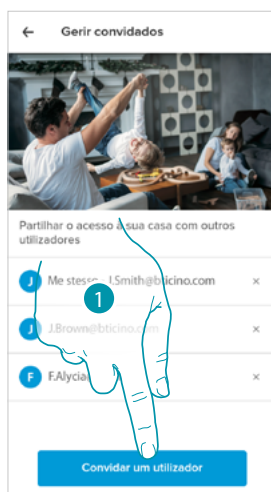 ← Gerir convidados
Partilhar o acesso à sua casa com outros
utilizadores
J Me stesso - J.Smith@bticino.com ×
1
J J.Brown@bticino.com ×
F F.Alycia ×
Convidar um utilizador